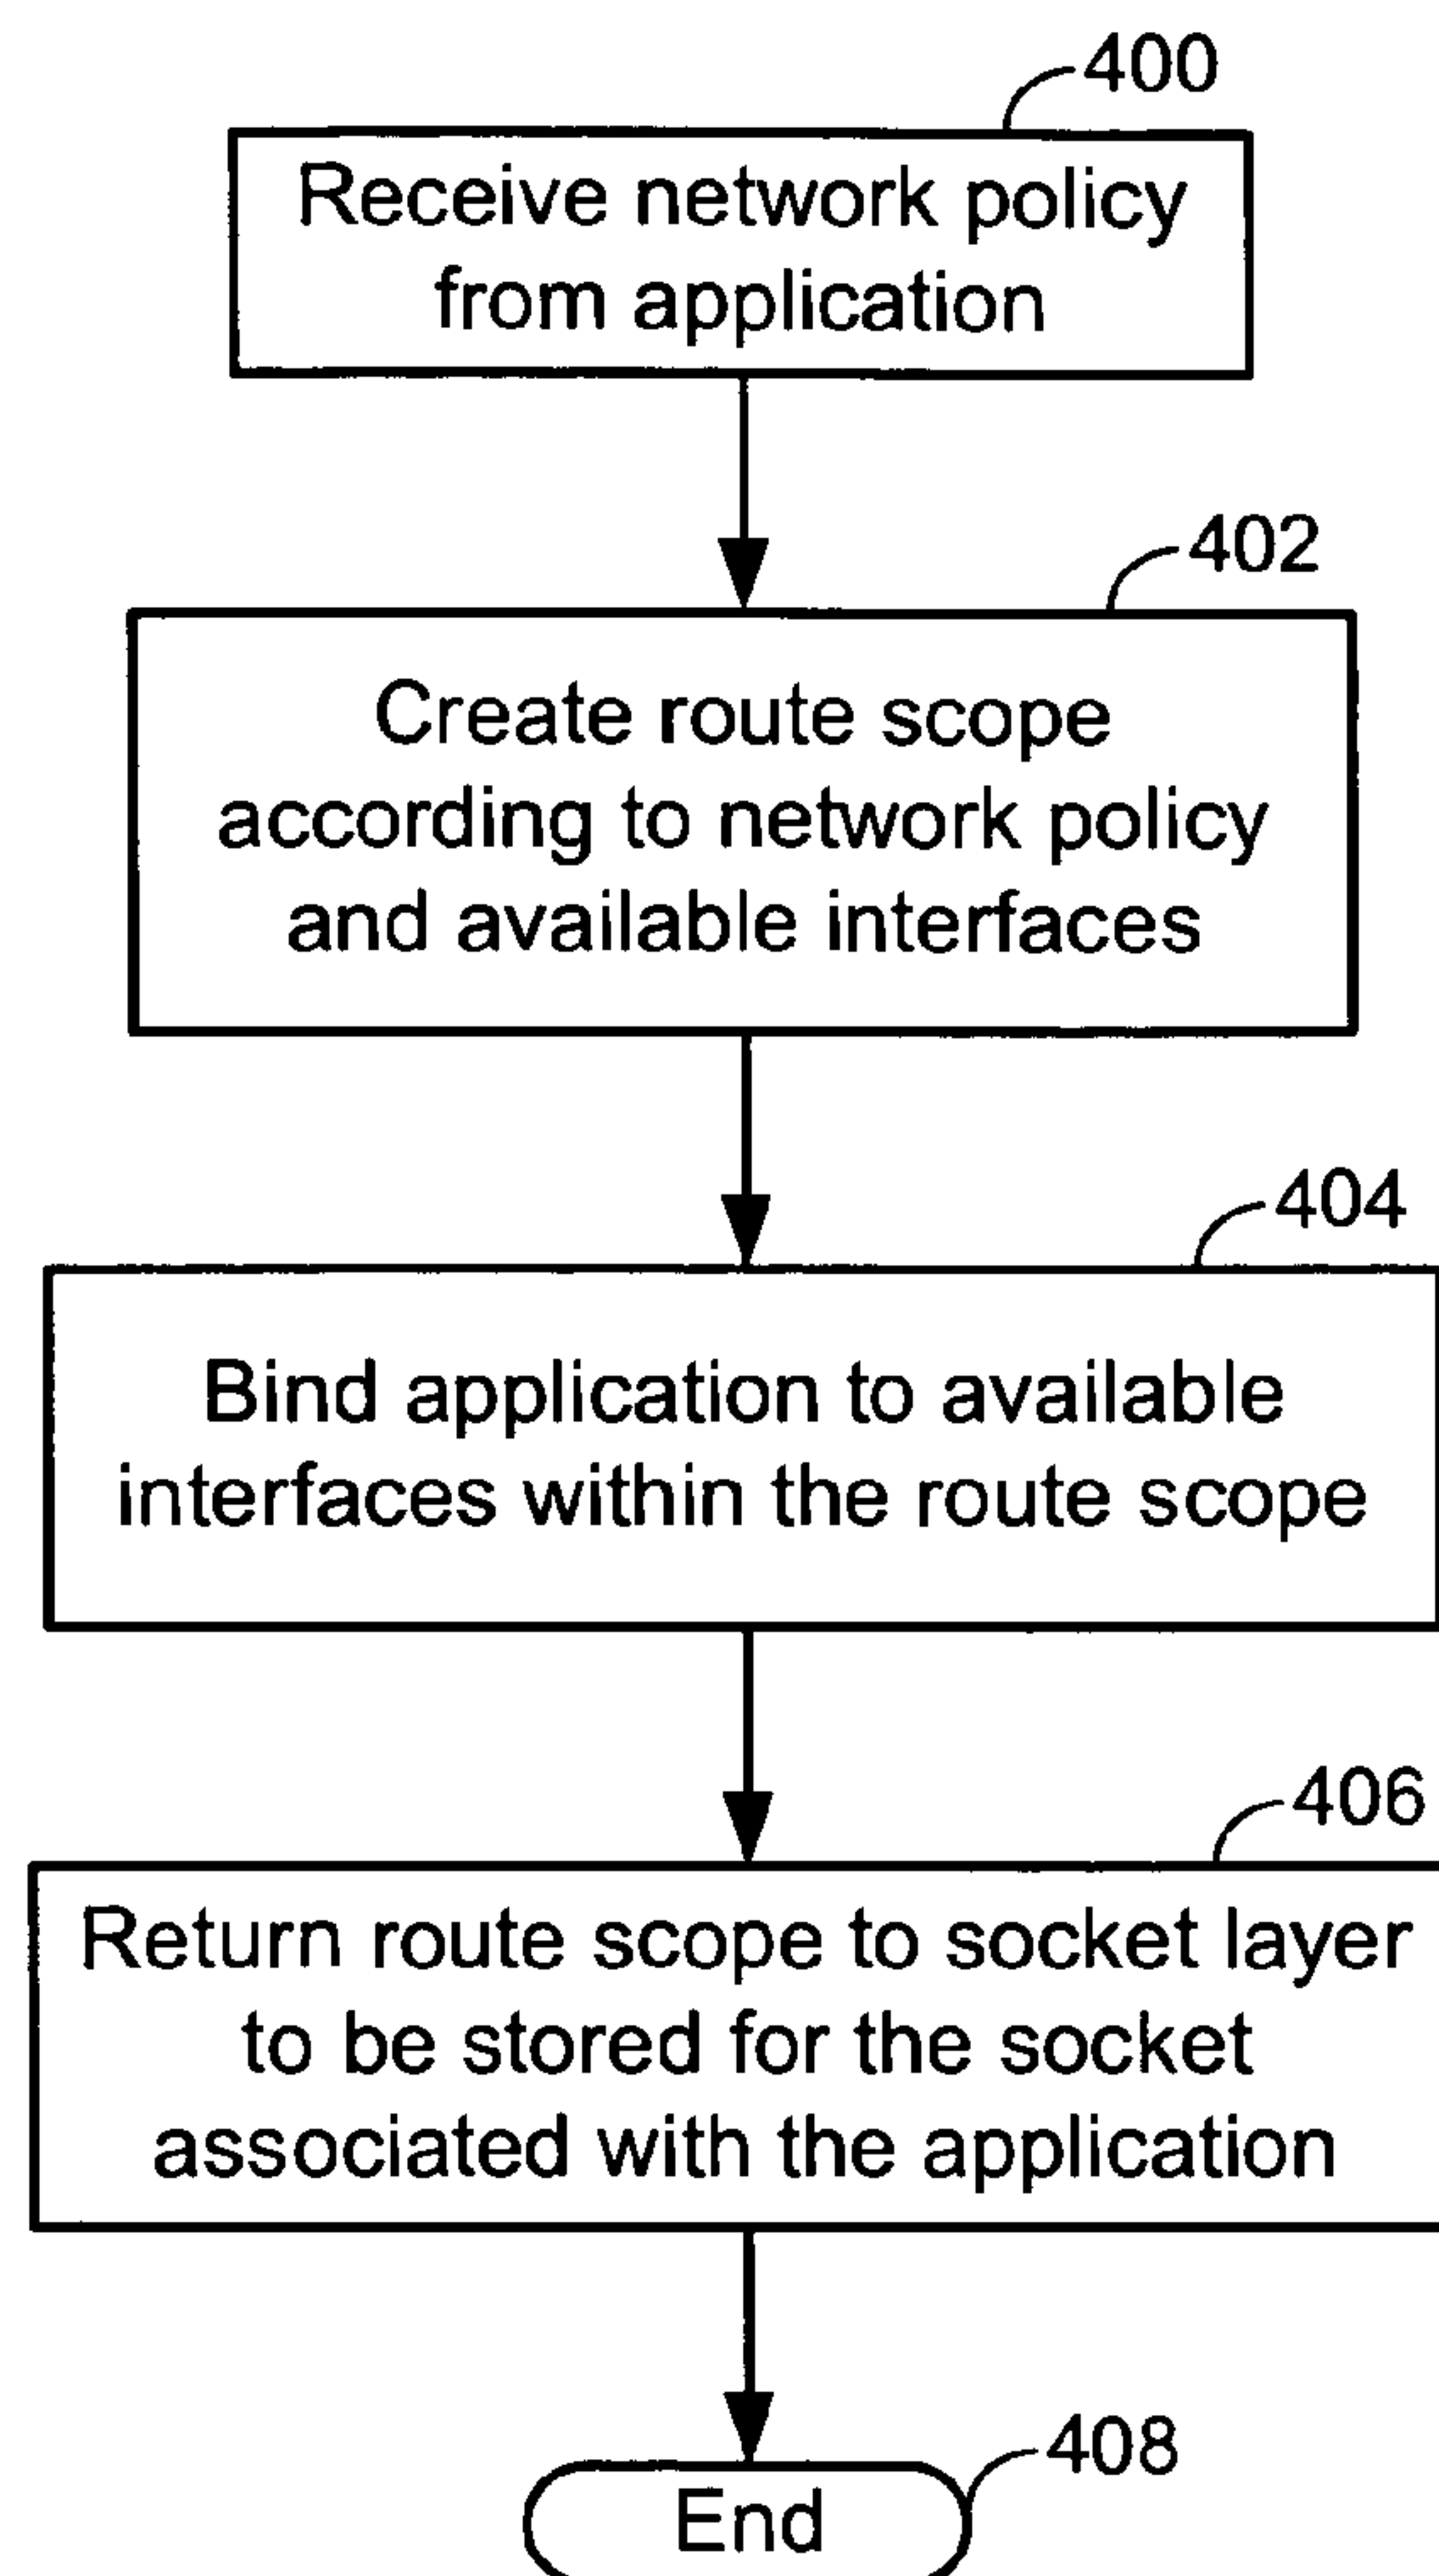 400
Receive network policy
from application
402
Create route scope
according to network policy
and available interfaces
404
Bind application to available
interfaces within the route scope
406
Return route scope to socket layer
to be stored for the socket
associated with the application
408
End